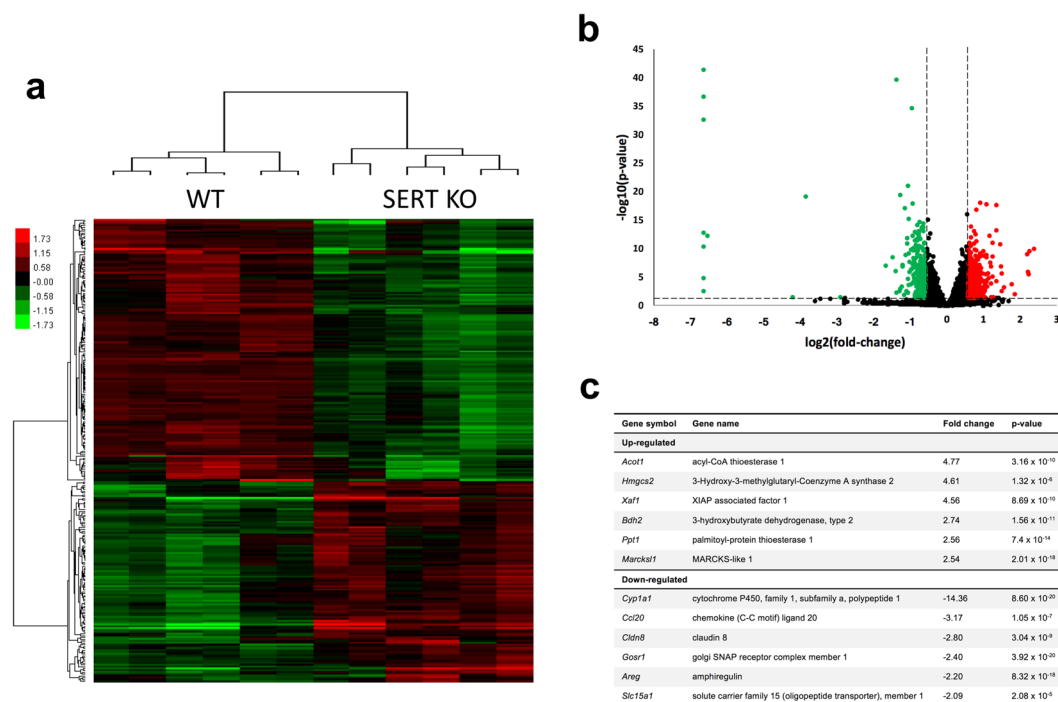 a
WT
SERT KO
1.73
1.15
0.58
-0.00
-0.58
-1.15
-1.73
b
45
40
35
30
25
20
15
10
5
0
-log10(p-value)
-8 -7 -6 -5 -4 -3 -2 -1 0 1 2 3
log2(fold-change)
c
Gene symbol Gene name Fold change p-value
Up-regulated
Acot1 acyl-CoA thioesterase 1 4.77 3.16 x 10-10
Hmgcs2 3-Hydroxy-3-methylglutaryl-Coenzyme A synthase 2 4.61 1.32 x 10-6
Xaf1 XIAP associated factor 1 4.56 8.69 x 10-10
Bdh2 3-hydroxybutyrate dehydrogenase, type 2 2.74 1.56 x 10-11
Ppt1 palmitoyl-protein thioesterase 1 2.56 7.4 x 10-14
Marcksl1 MARCKS-like 1 2.54 2.01 x 10-18
Down-regulated
Cyp1a1 cytochrome P450, family 1, subfamily a, polypeptide 1 -14.36 8.60 x 10-20
Ccl20 chemokine (C-C motif) ligand 20 -3.17 1.05 x 10-7
Cldn8 claudin 8 -2.80 3.04 x 10-9
Gosr1 golgi SNAP receptor complex member 1 -2.40 3.92 x 10-20
Areg amphiregulin -2.20 8.32 x 10-18
Slc15a1 solute carrier family 15 (oligopeptide transporter), member 1 -2.09 2.08 x 10-5